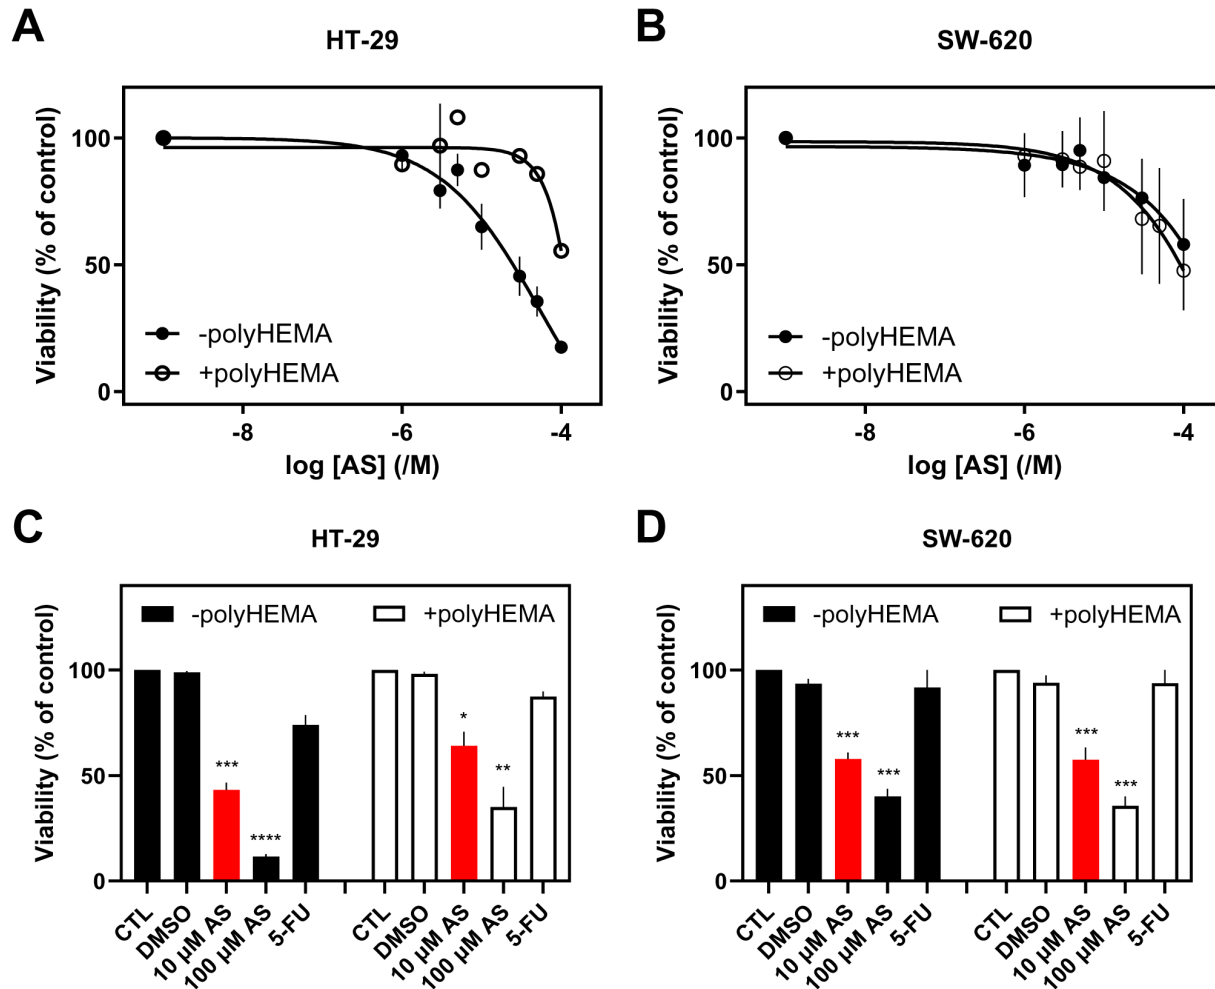 A
HT-29
Viability (% of control)
100
50
0
-polyHEMA
+polyHEMA
-8
-6
-4
log [AS] (/M)
B
SW-620
Viability (% of control)
100
50
0
-polyHEMA
+polyHEMA
-8
-6
-4
log [AS] (/M)
C
HT-29
Viability (% of control)
100
50
0
-polyHEMA
+polyHEMA
***
****
*
**
CTL
DMSO
10 µM AS
100 µM AS
5-FU
CTL
DMSO
10 µM AS
100 µM AS
5-FU
D
SW-620
Viability (% of control)
100
50
0
-polyHEMA
+polyHEMA
***
***
***
***
CTL
DMSO
10 µM AS
100 µM AS
5-FU
CTL
DMSO
10 µM AS
100 µM AS
5-FU